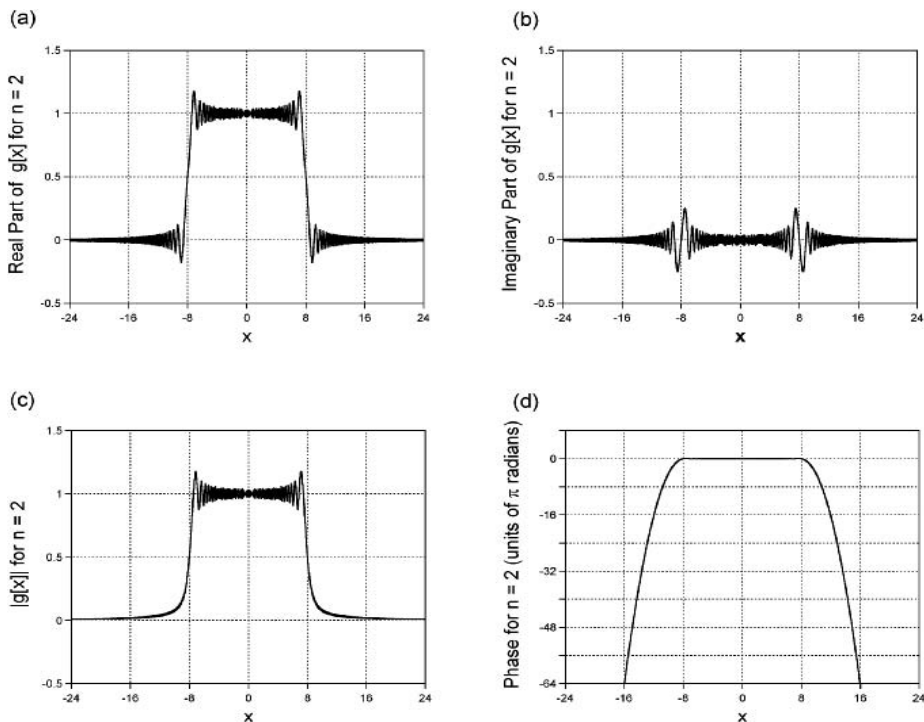 (a)
Real Part of g[x] for n = 2
1.5
1
0.5
0
-0.5
-24 -16 -8 0 8 16 24
x
(b)
Imaginary Part of g[x] for n = 2
1.5
1
0.5
0
-0.5
-24 -16 -8 0 8 16 24
x
(c)
|g[x]| for n = 2
1.5
1
0.5
0
-0.5
-24 -16 -8 0 8 16 24
x
(d)
Phase for n = 2 (units of π radians)
0
-16
-32
-48
-64
-24 -16 -8 0 8 16 24
x